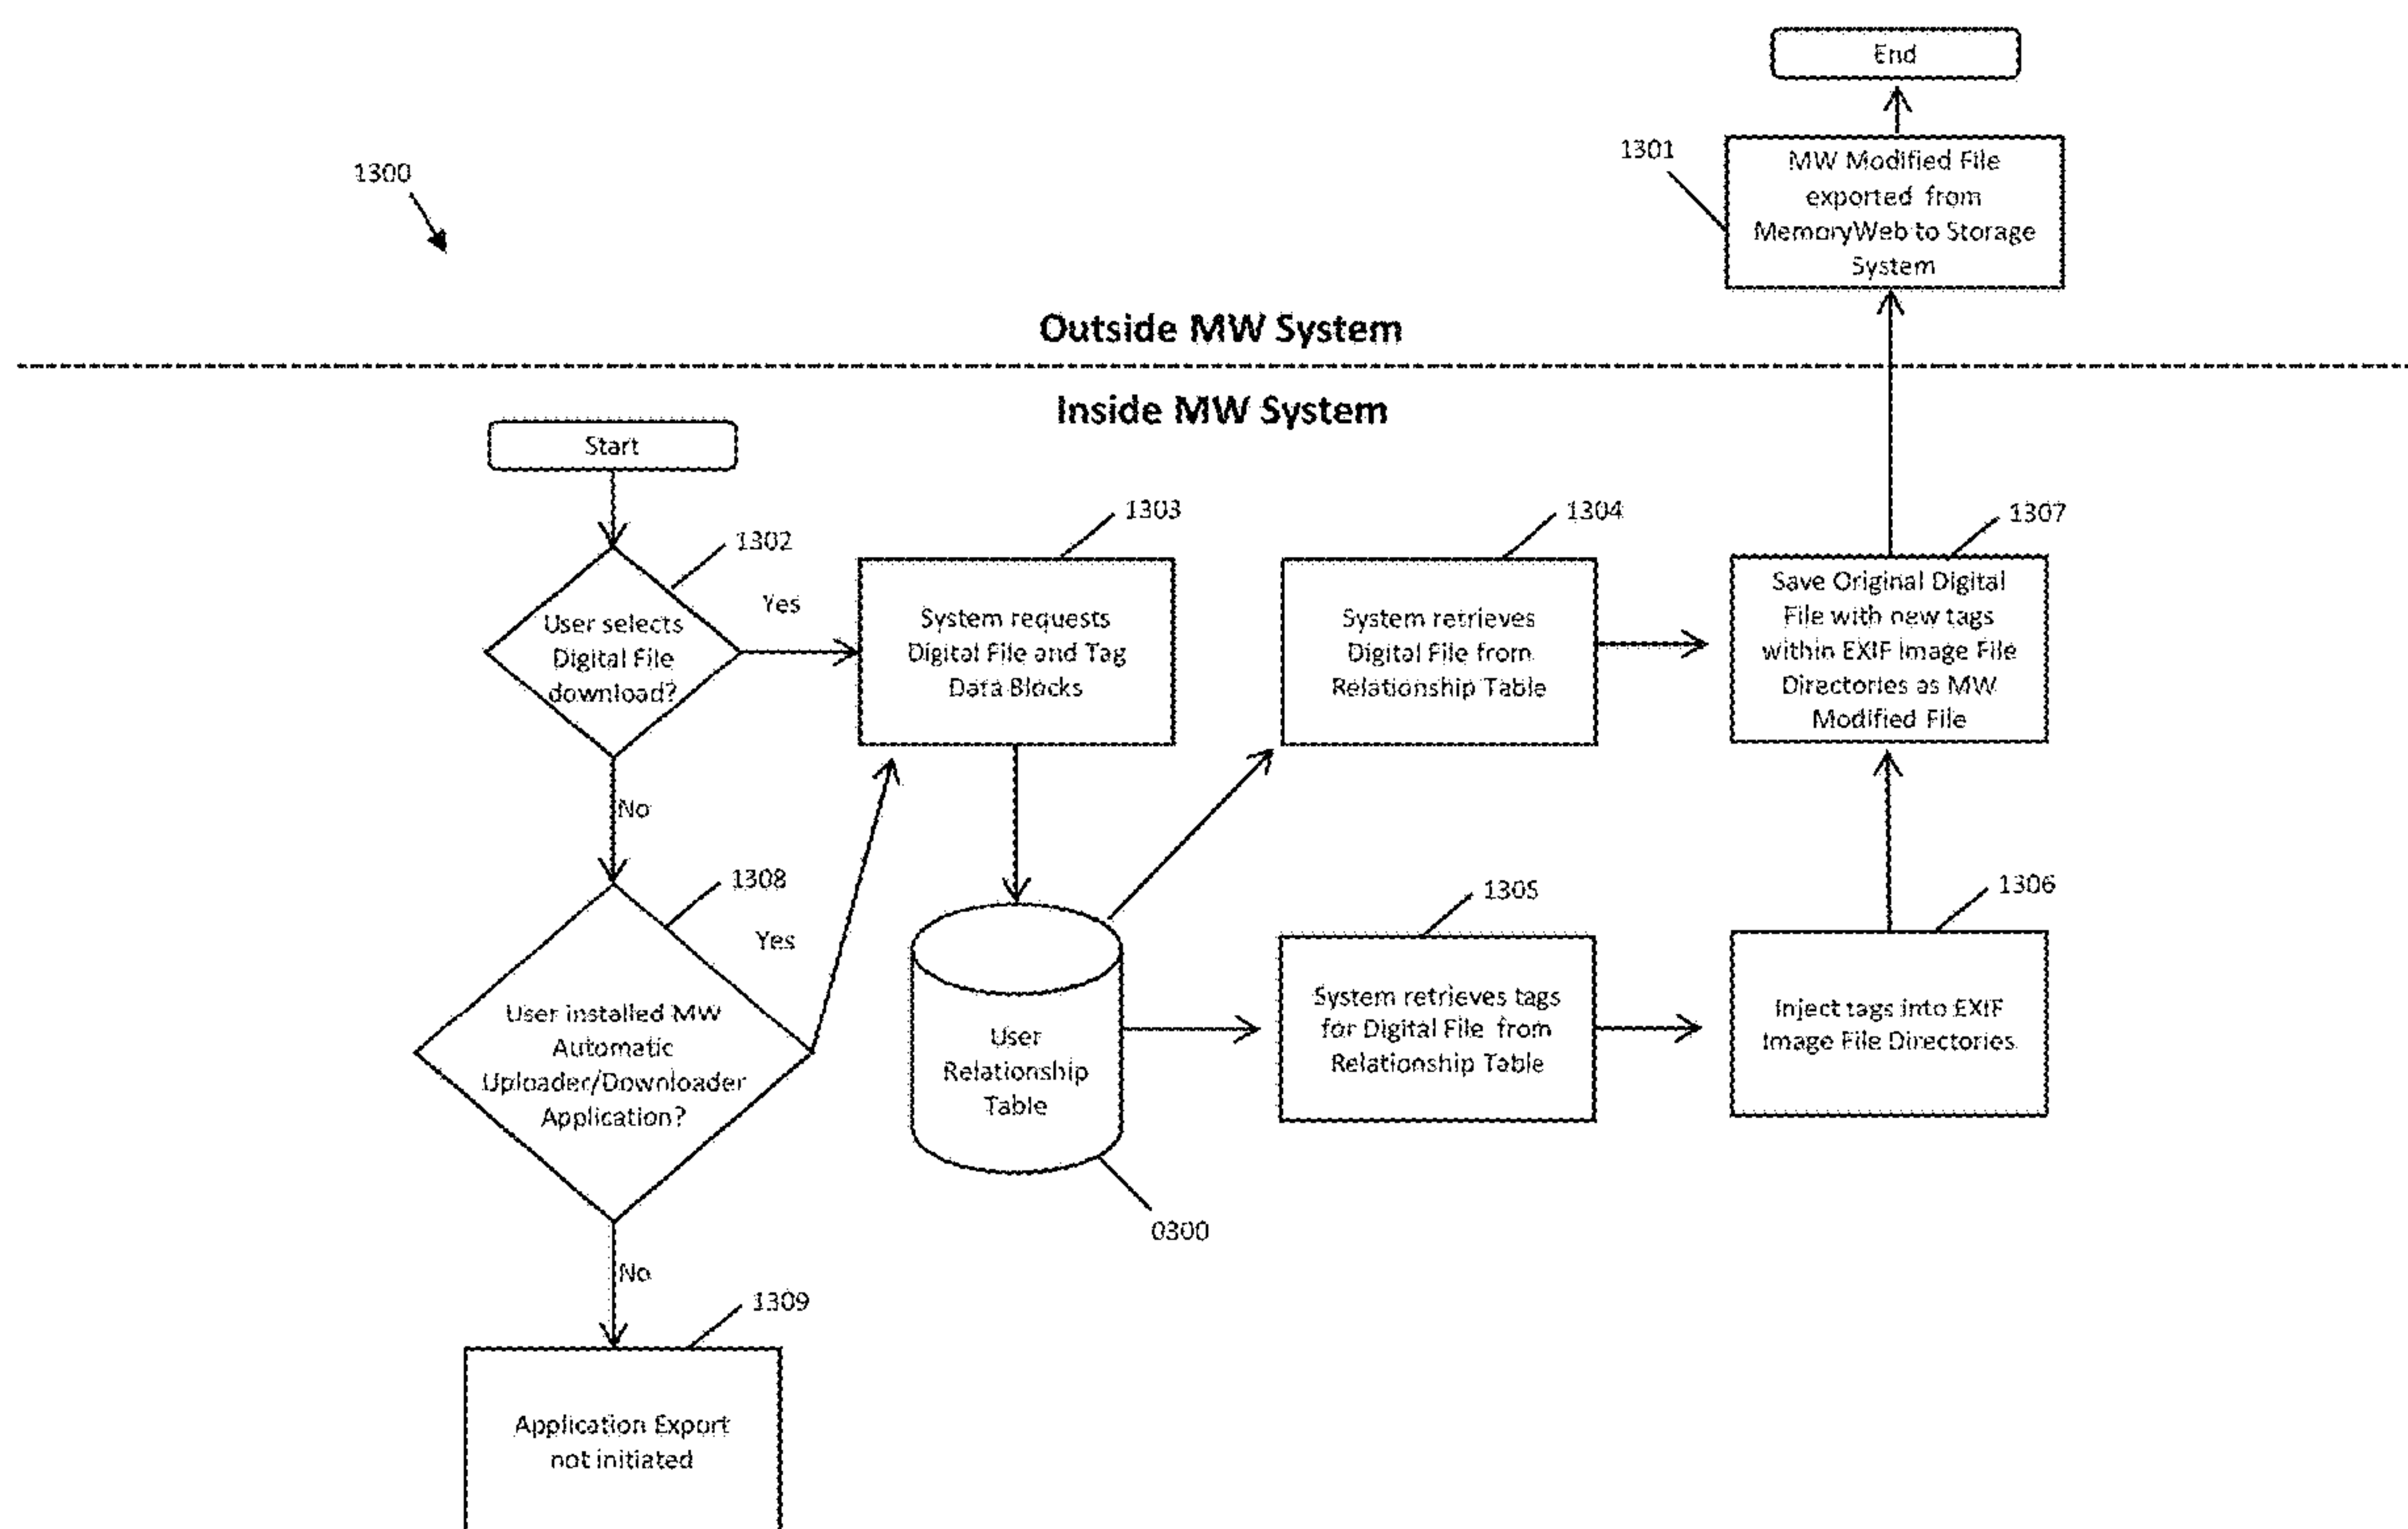 End
1301
MW Modified File
exported from
MemoryWeb to Storage
System
1300
Outside MW System
Inside MW System
Start
1302
Yes
User selects
Digital File
download?
1303
System requests
Digital File and Tag
Data Blocks
1304
System retrieves
Digital File from
Relationship Table
1307
Save Original Digital
File with new tags
within EXIF Image File
Directories as MW
Modified File
No
1308
Yes
User installed MW
Automatic
Uploader/Downloader
Application?
User
Relationship
Table
0300
1305
System retrieves tags
for Digital File from
Relationship Table
1306
Inject tags into EXIF
Image File Directories
No
1309
Application Export
not initiated